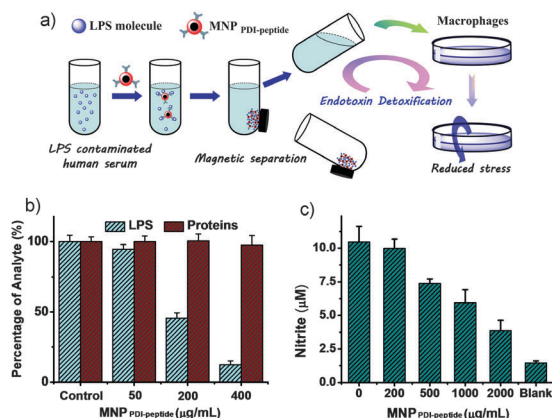 a)
LPS molecule
MNP PDI-peptide
Macrophages
LPS contaminated
human serum
Magnetic separation
Endotoxin Detoxification
Reduced stress
b)
LPS
Proteins
Percentage of Analyte (%)
100
50
0
Control
50
200
400
MNP PDI-peptide (μg/mL)
c)
Nitrite (μM)
10.0
7.5
5.0
2.5
0.0
0
200
500
1000
2000
Blank
MNP PDI-peptide (μg/mL)